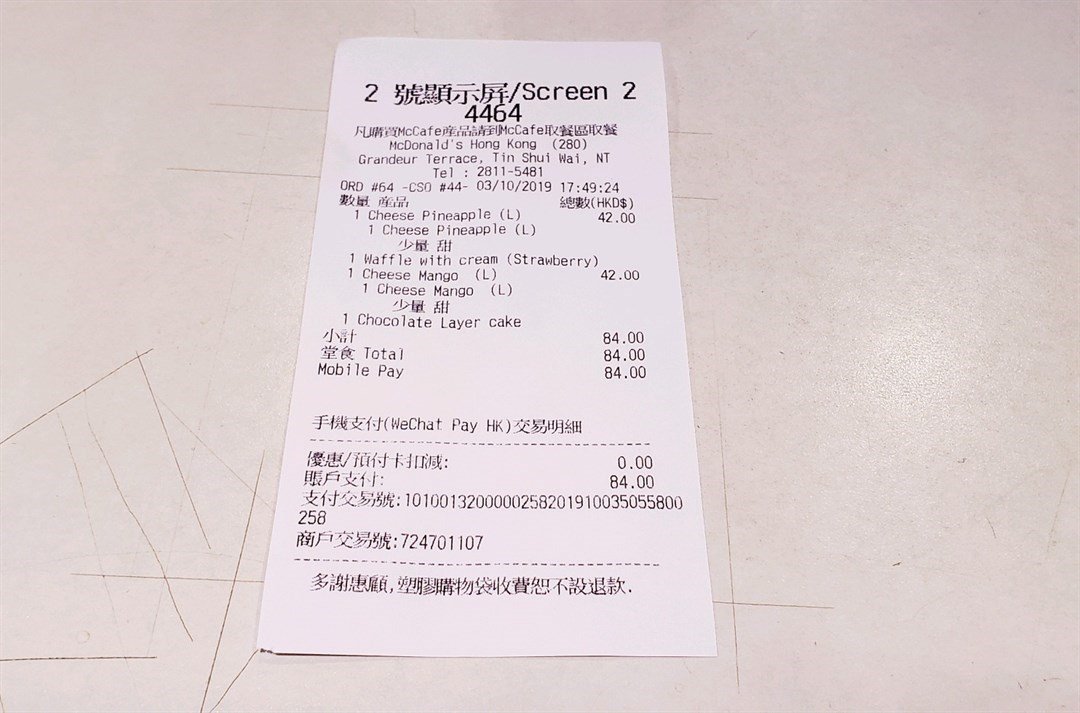 2 號顯示屏/Screen 2
4464
凡購買McCafe產品請到McCafe取餐區取餐
McDonald's Hong Kong (280)
Grandeur Terrace, Tin Shui Wai, NT
Tel : 2811-5481
ORD #64 -CSO #44- 03/10/2019 17:49:24
數量 產品 總數(HKD$)
1 Cheese Pineapple (L) 42.00
1 Cheese Pineapple (L)
少量 甜
1 Waffle with cream (Strawberry)
1 Cheese Mango (L) 42.00
1 Cheese Mango (L)
少量 甜
1 Chocolate Layer cake
小計 84.00
堂食 Total 84.00
Mobile Pay 84.00
手機支付(WeChat Pay HK)交易明細
優惠/預付卡扣減: 0.00
賬戶支付: 84.00
支付交易號:1010013200000258201910035055800
258
商戶交易號:724701107
多謝惠顧,塑膠購物袋收費恕不設退款.